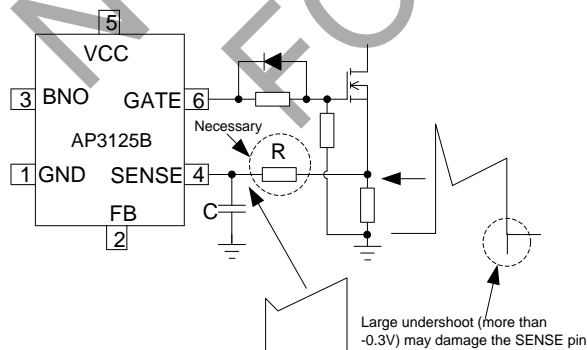 5
VCC
3 BNO
GATE 6
Necessary
AP3125B
R
1 GND
SENSE 4
C
FB
2
Large undershoot (more than
-0.3V) may damage the SENSE pin